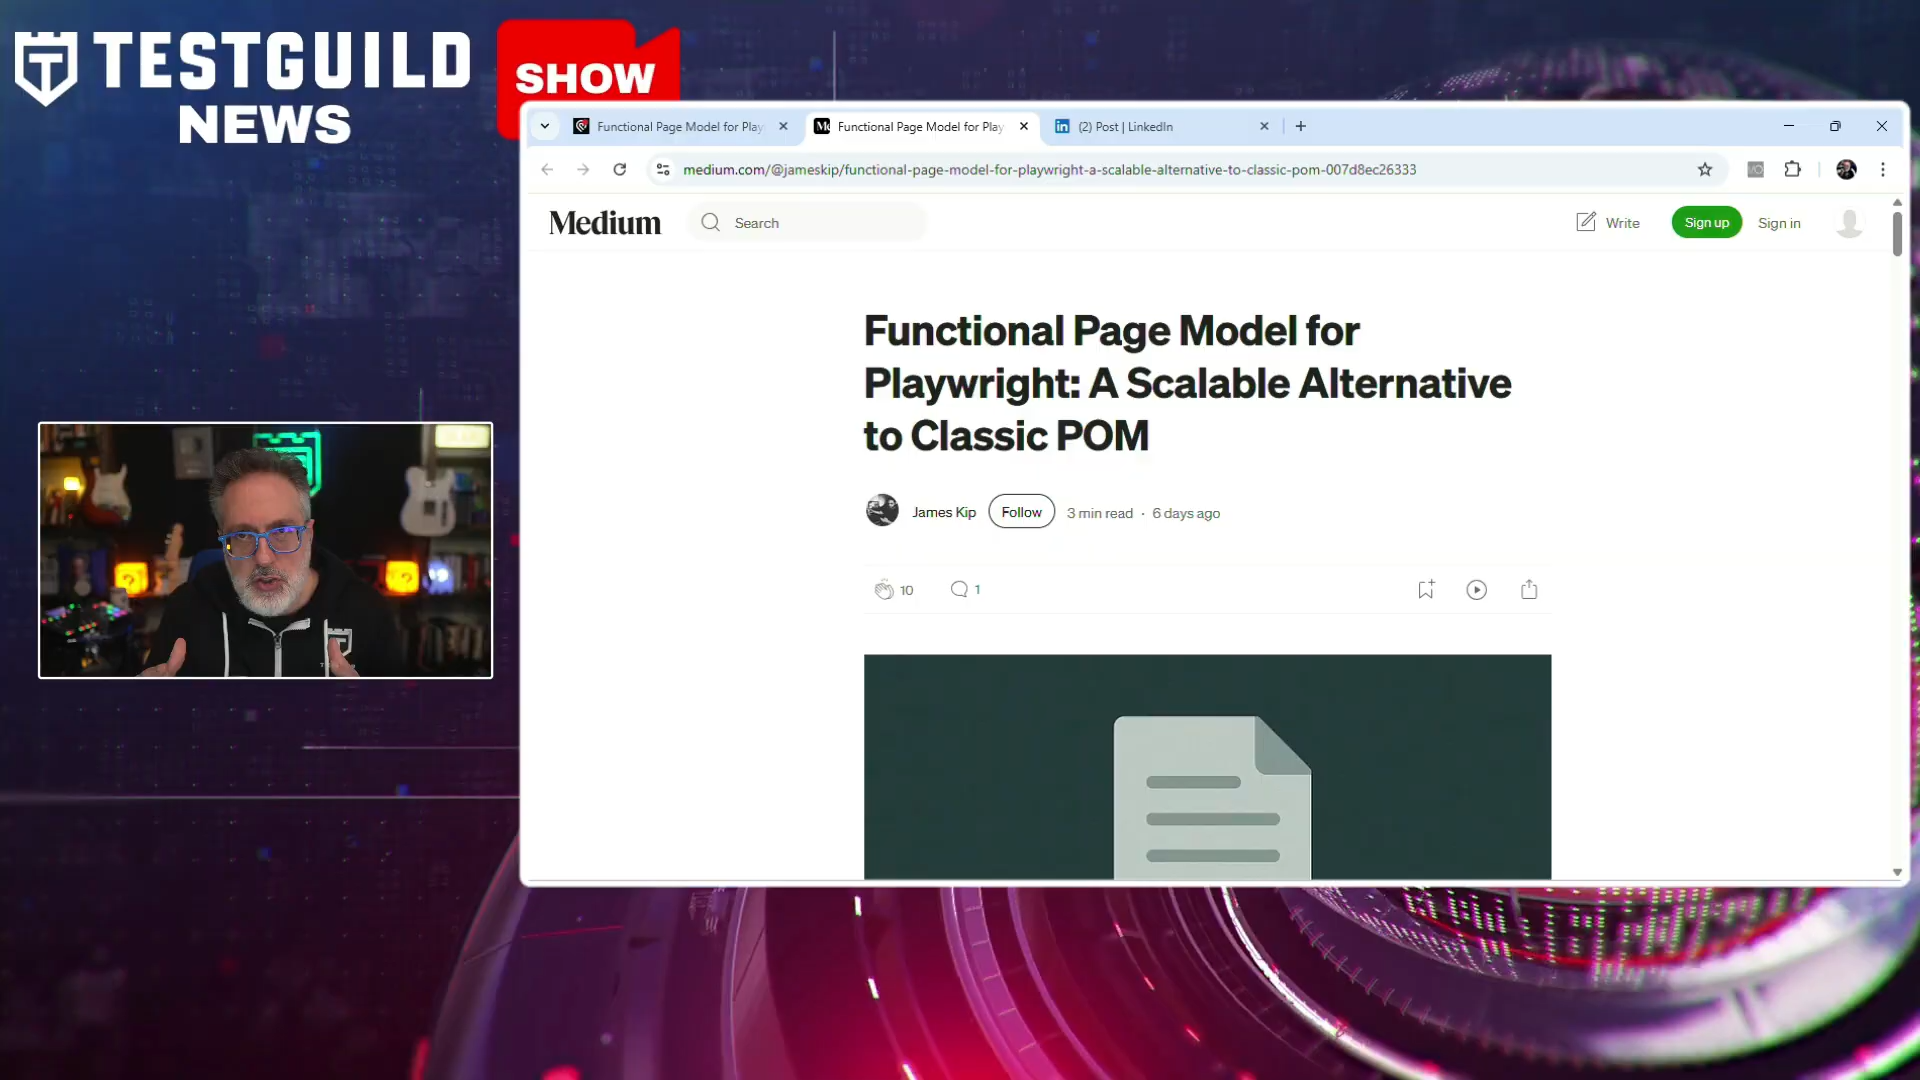 TESTGUILD
NEWS
SHOW
Functional Page Model for Play
Functional Page Model for Play
(2) Post | LinkedIn
medium.com/@jameskip/functional-page-model-for-playwright-a-scalable-alternative-to-classic-pom-007d8ec26333
Medium
Search
Write
Sign up
Sign in
Functional Page Model for
Playwright: A Scalable Alternative
to Classic POM
James Kip
Follow
3 min read · 6 days ago
10
1